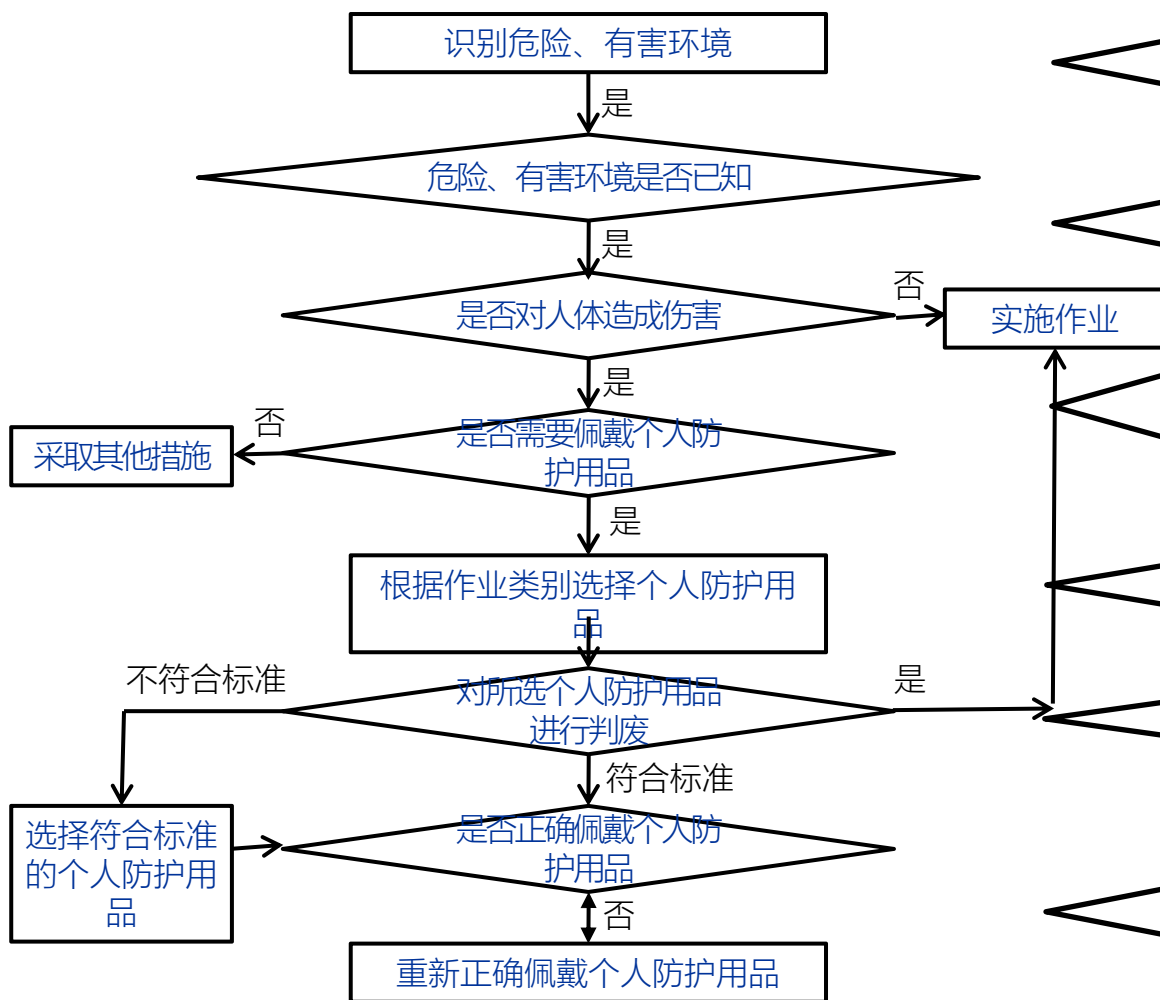 识别危险、有害环境
是
危险、有害环境是否已知
是
是否对人体造成伤害
否
实施作业
是
是否需要佩戴个人防
护用品
否
采取其他措施
是
根据作业类别选择个人防护用
品
不符合标准
对所选个人防护用品
进行判废
是
符合标准
选择符合标准
的个人防护用
品
是否正确佩戴个人防
护用品
否
重新正确佩戴个人防护用品